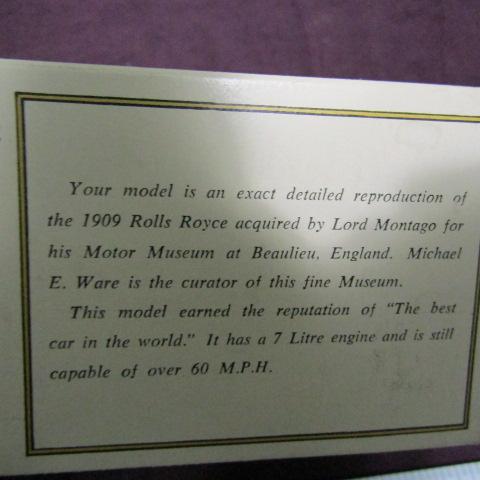 Your model is an exact detailed reproduction of
the 1909 Rolls Royce acquired by Lord Montago for
his Motor Museum at Beaulieu, England. Michael
E. Ware is the curator of this fine Museum.
This model earned the reputation of "The best
car in the world." It has a 7 Litre engine and is still
capable of over 60 M.P.H.